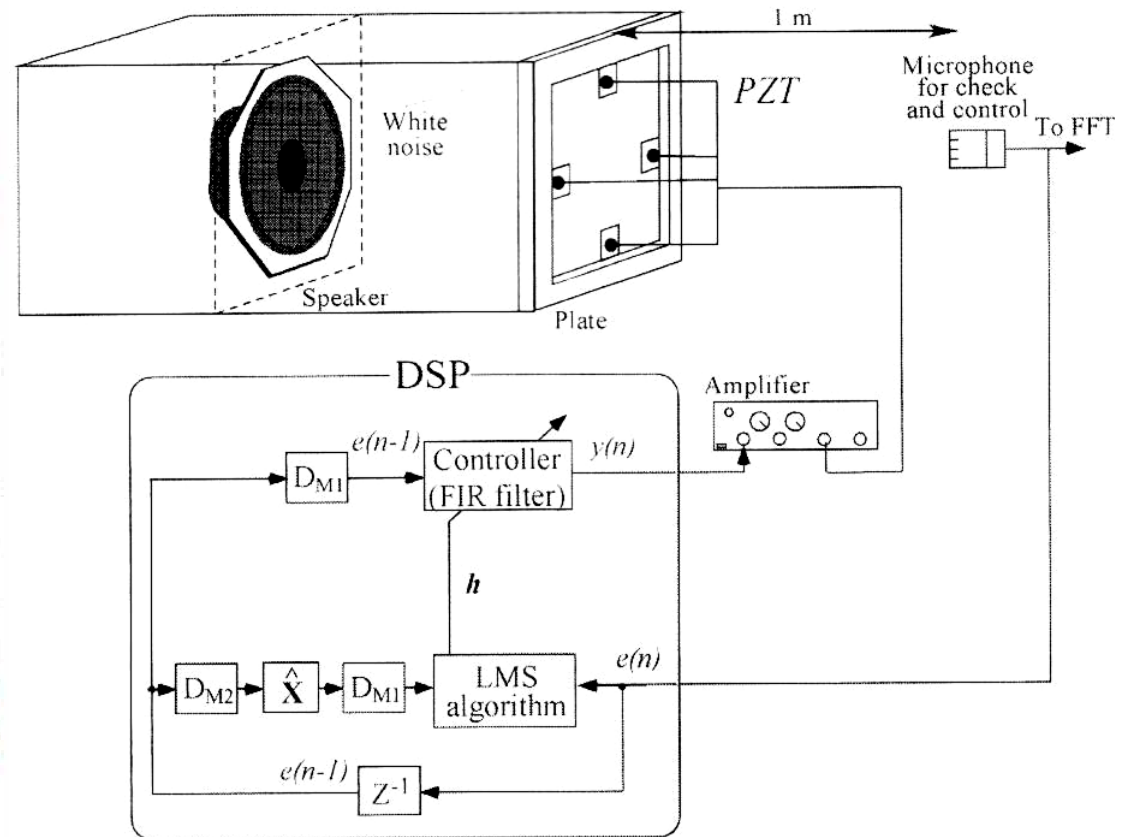 1 m
Microphone
for check
and control
To FFT
PZT
White
noise
Speaker
Plate
DSP
Amplifier
e(n-1)
D_M1
Controller
(FIR filter)
y(n)
h
D_M2
X̂
D_M1
LMS
algorithm
e(n)
e(n-1)
Z⁻¹